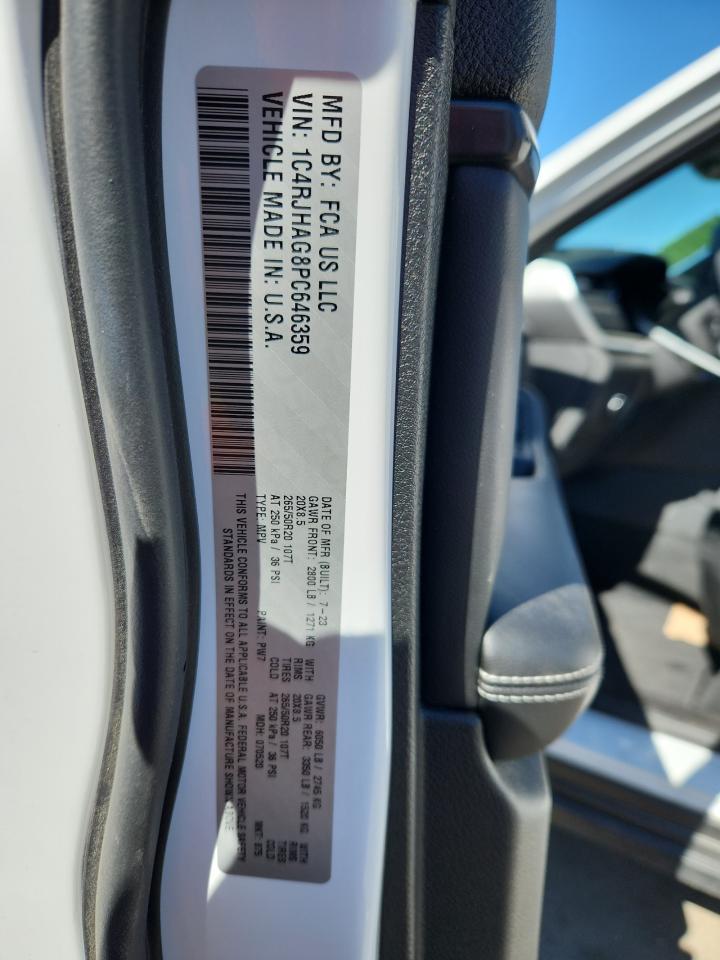 MFD BY: FCA US LLC
VIN: 1C4RJHAG8PC646359
VEHICLE MADE IN: U.S.A.
DATE OF MFR (BUILT): 7-23 GVWR: 6050 LB / 2745 KG
GAWR FRONT: 2800 LB / 1271 KG WITH GAWR REAR: 3350 LB / 1520 KG WITH
20X8.5 RIMS 20X8.5 RIMS
265/50R20 107T TIRES 265/50R20 107T TIRES
AT 250 kPa / 36 PSI COLD AT 250 kPa / 36 PSI COLD
TYPE: MPV PAINT: PW7 MDH: 070520
THIS VEHICLE CONFORMS TO ALL APPLICABLE U.S.A. FEDERAL MOTOR VEHICLE SAFETY
STANDARDS IN EFFECT ON THE DATE OF MANUFACTURE SHOWN ABOVE